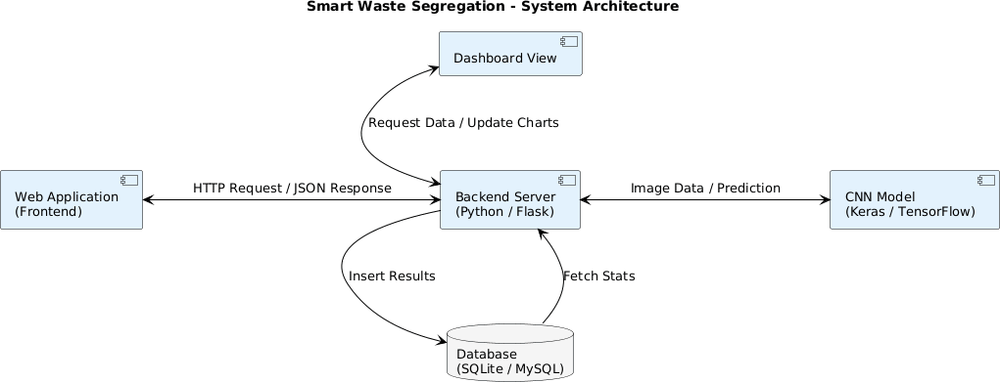 Smart Waste Segregation - System Architecture
Dashboard View
Request Data / Update Charts
Web Application
(Frontend)
HTTP Request / JSON Response
Backend Server
(Python / Flask)
Image Data / Prediction
CNN Model
(Keras / TensorFlow)
Insert Results
Fetch Stats
Database
(SQLite / MySQL)